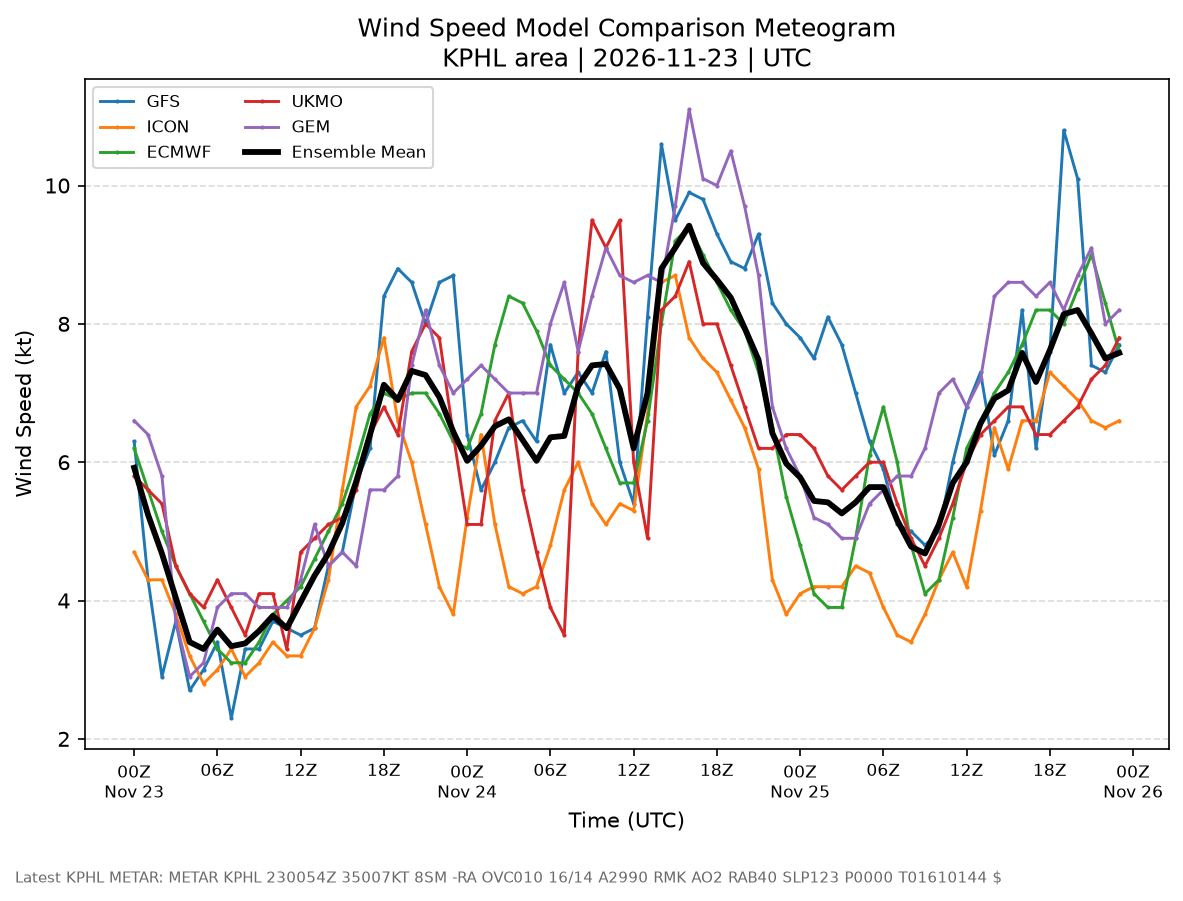 Wind Speed Model Comparison Meteogram
KPHL area | 2026-11-23 | UTC
GFS
ICON
ECMWF
UKMO
GEM
Ensemble Mean
Wind Speed (kt)
10
8
6
4
2
00Z
Nov 23
06Z
12Z
18Z
00Z
Nov 24
06Z
12Z
18Z
00Z
Nov 25
06Z
12Z
18Z
00Z
Nov 26
Time (UTC)
Latest KPHL METAR: METAR KPHL 230054Z 35007KT 8SM -RA OVC010 16/14 A2990 RMK AO2 RAB40 SLP123 P0000 T01610144 $